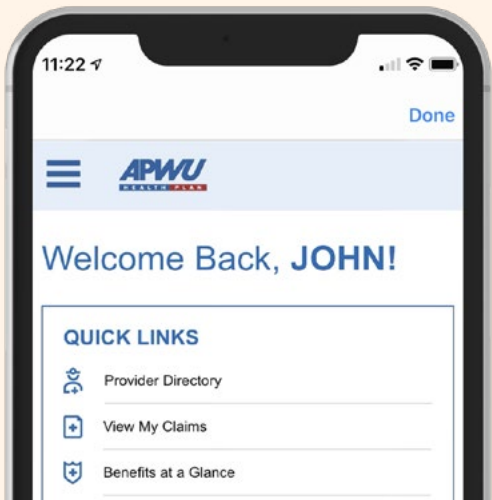 11:22
Done
APWU
HEALTH PLAN
Welcome Back, JOHN!
QUICK LINKS
Provider Directory
View My Claims
Benefits at a Glance